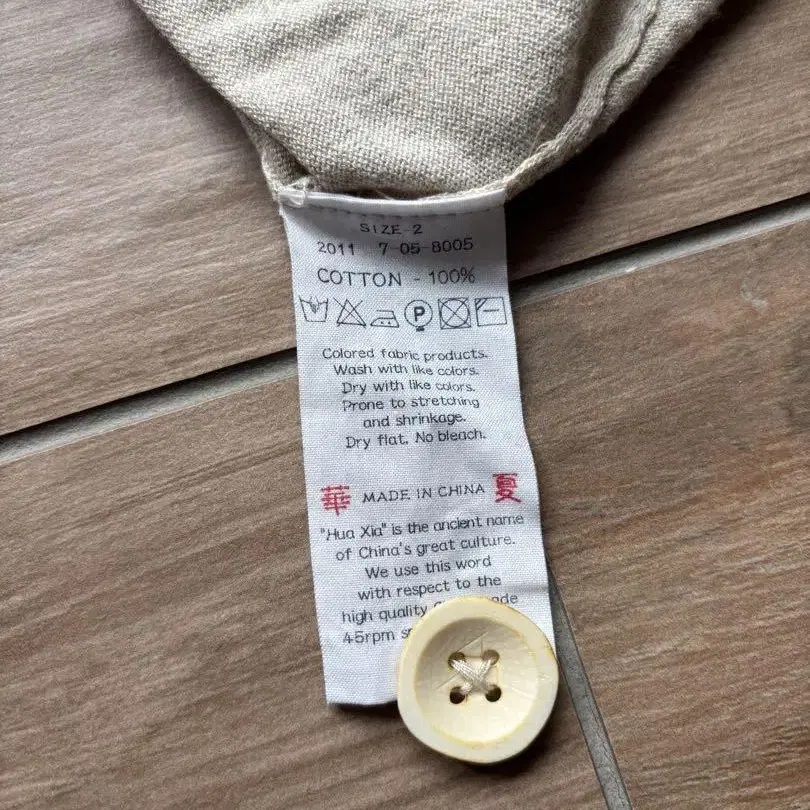 SIZE-2
2011 7-05-8005
COTTON - 100%
P
Colored fabric products.
Wash with like colors.
Dry with like colors.
Prone to stretching
and shrinkage.
Dry flat. No bleach.
華 MADE IN CHINA 夏
"Hua Xia" is the ancient name
of China's great culture.
We use this word
with respect to the
high quality
45rpm